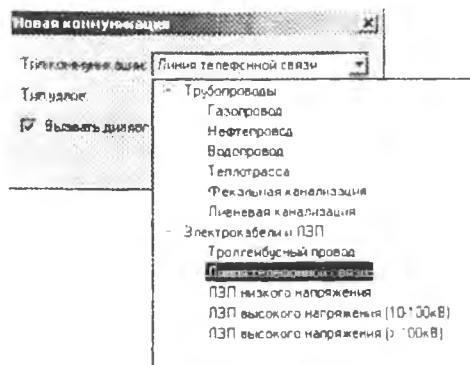 Новая коммуникация
Тип коммуникации: Линия телефонной связи
Тип узлов:
Вызывать диалог
Трубопроводы
Газопровод
Нефтепровод
Водопровод
Теплотрасса
Фекальная канализация
Ливневая канализация
Электрокабели и ЛЭП
Троллейбусный провод
Линия телефонной связи
ЛЭП низкого напряжения
ЛЭП высокого напряжения (10-100кВ)
ЛЭП высокого напряжения (> 100кВ)